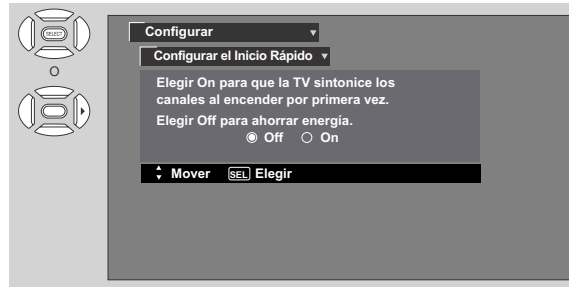 SELECT
O
Configurar
Configurar el Inicio Rápido
Elegir On para que la TV sintonice los
canales al encender por primera vez.
Elegir Off para ahorrar energía.
Off On
Mover SEL Elegir